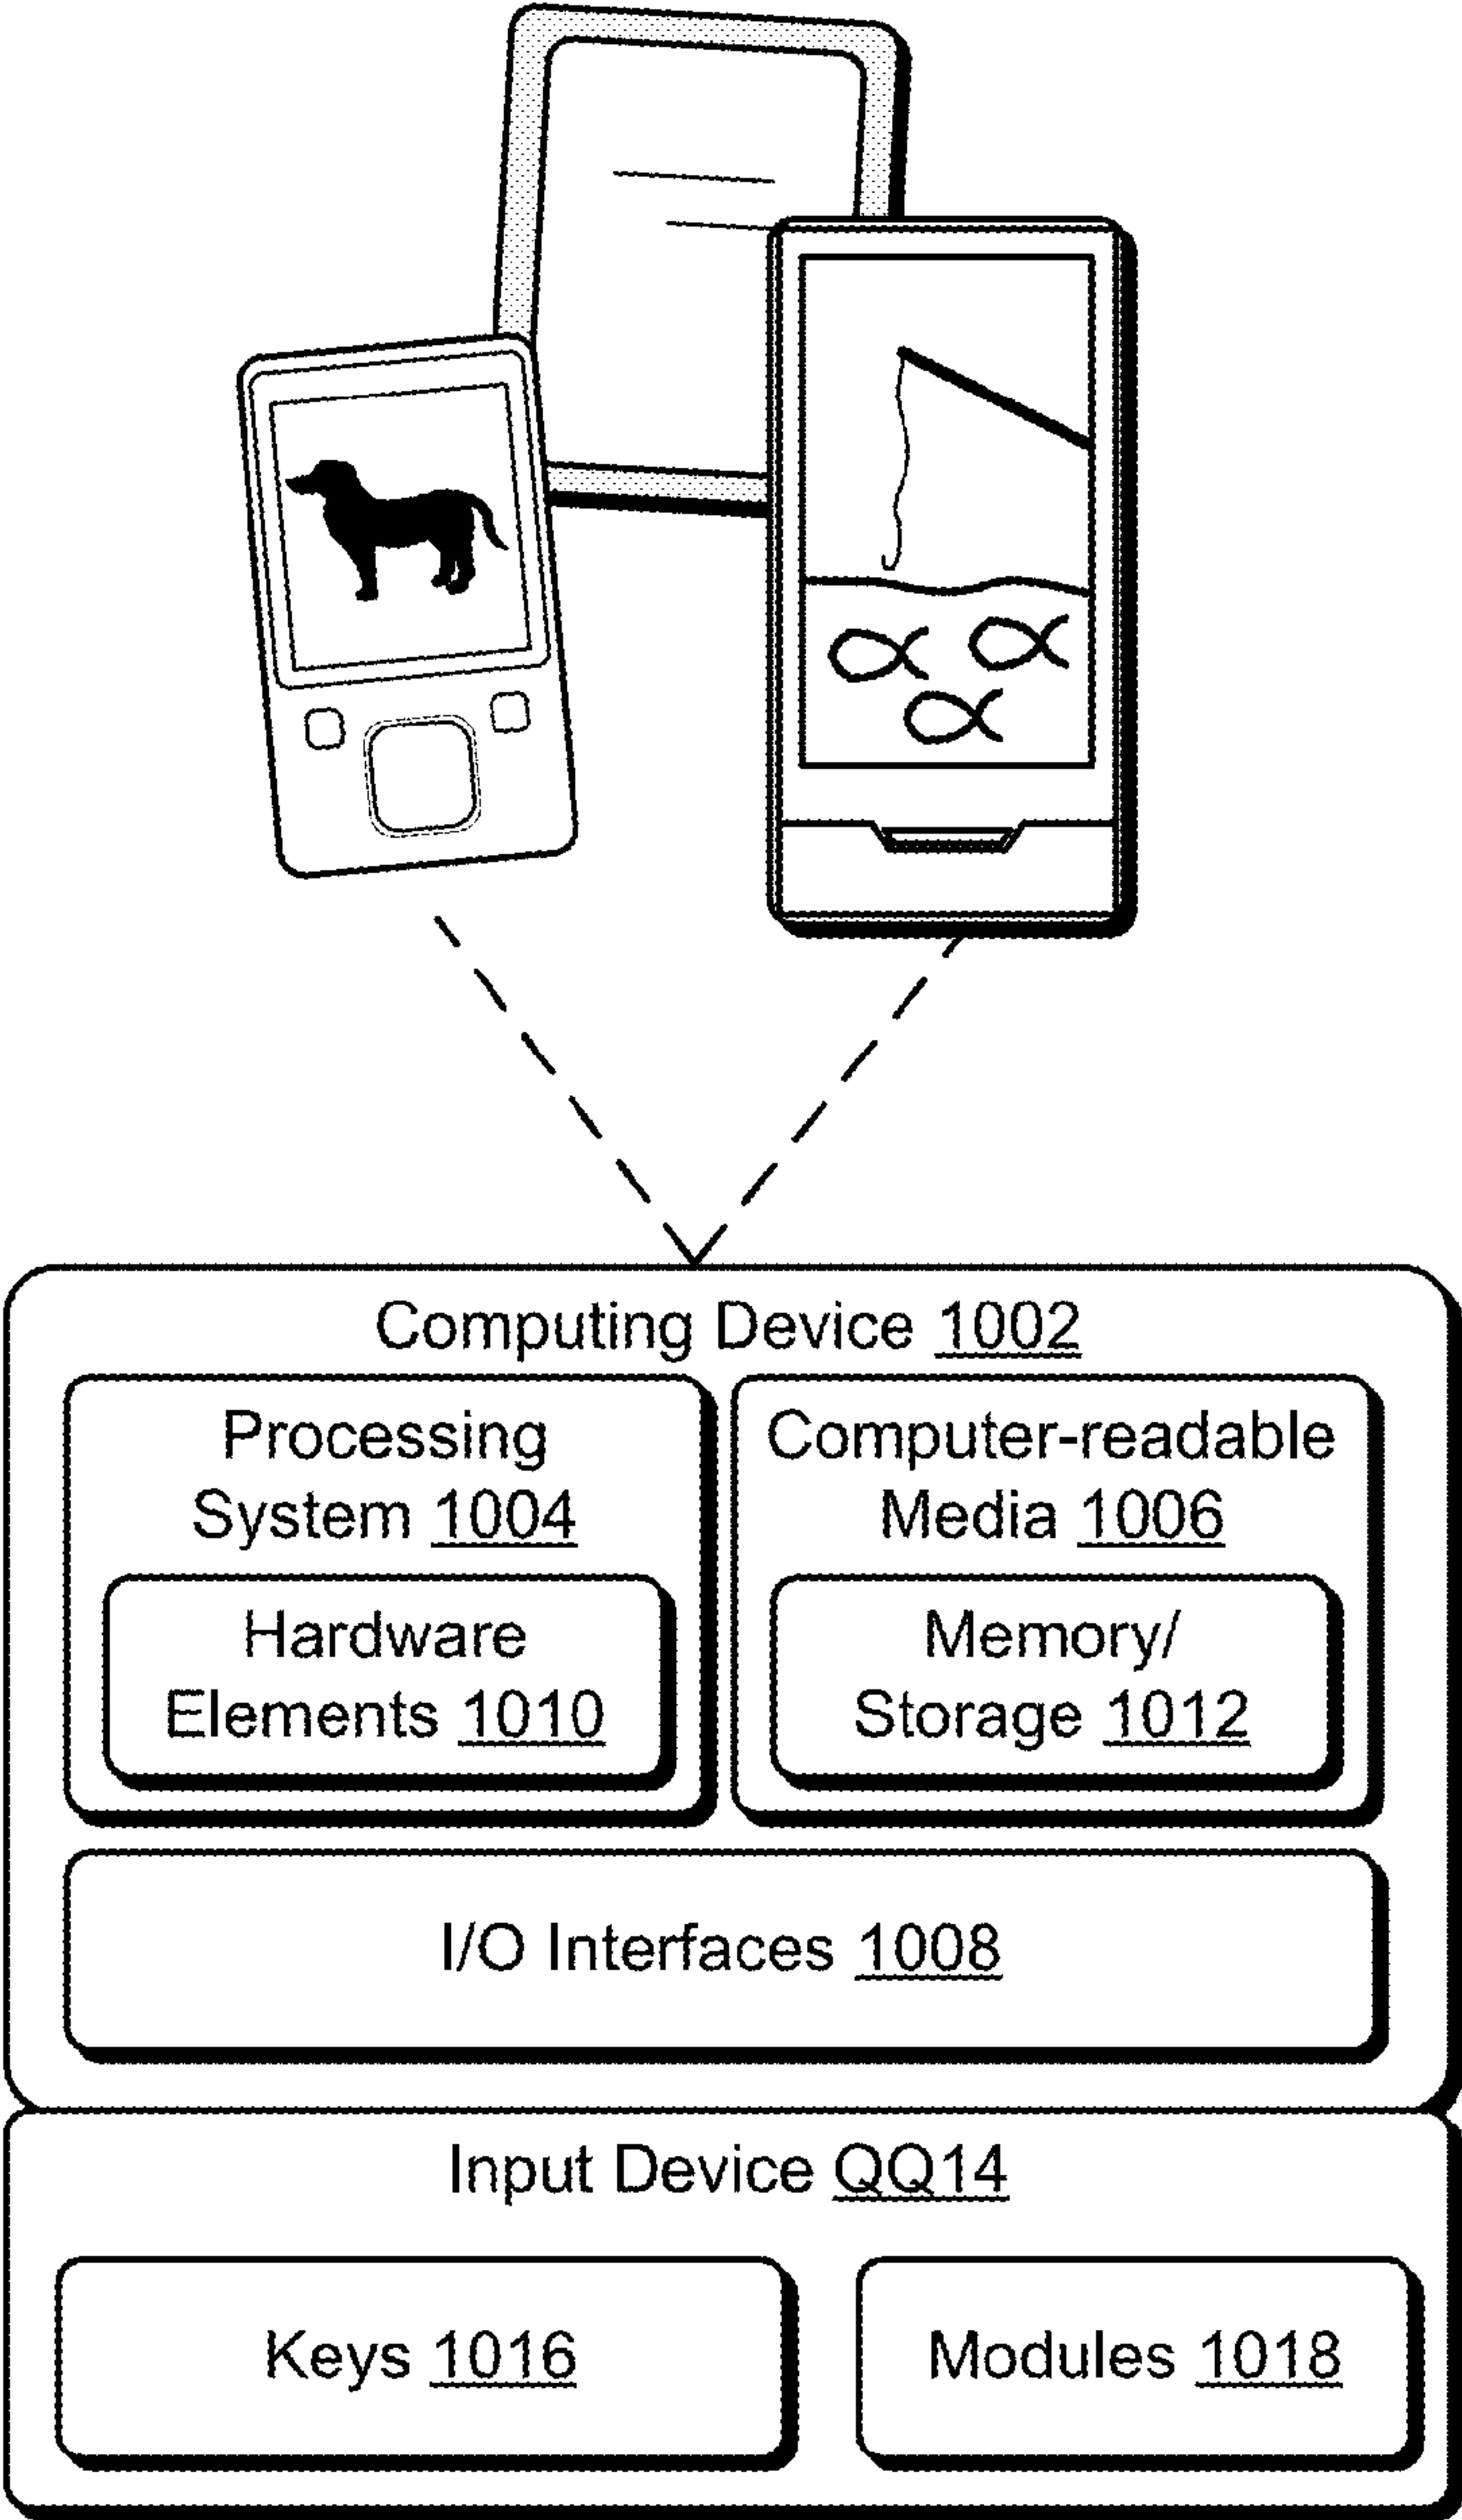 Computing Device 1002
Processing
System 1004
Hardware
Elements 1010
Computer-readable
Media 1006
Memory/
Storage 1012
I/O Interfaces 1008
Input Device QQ14
Keys 1016
Modules 1018